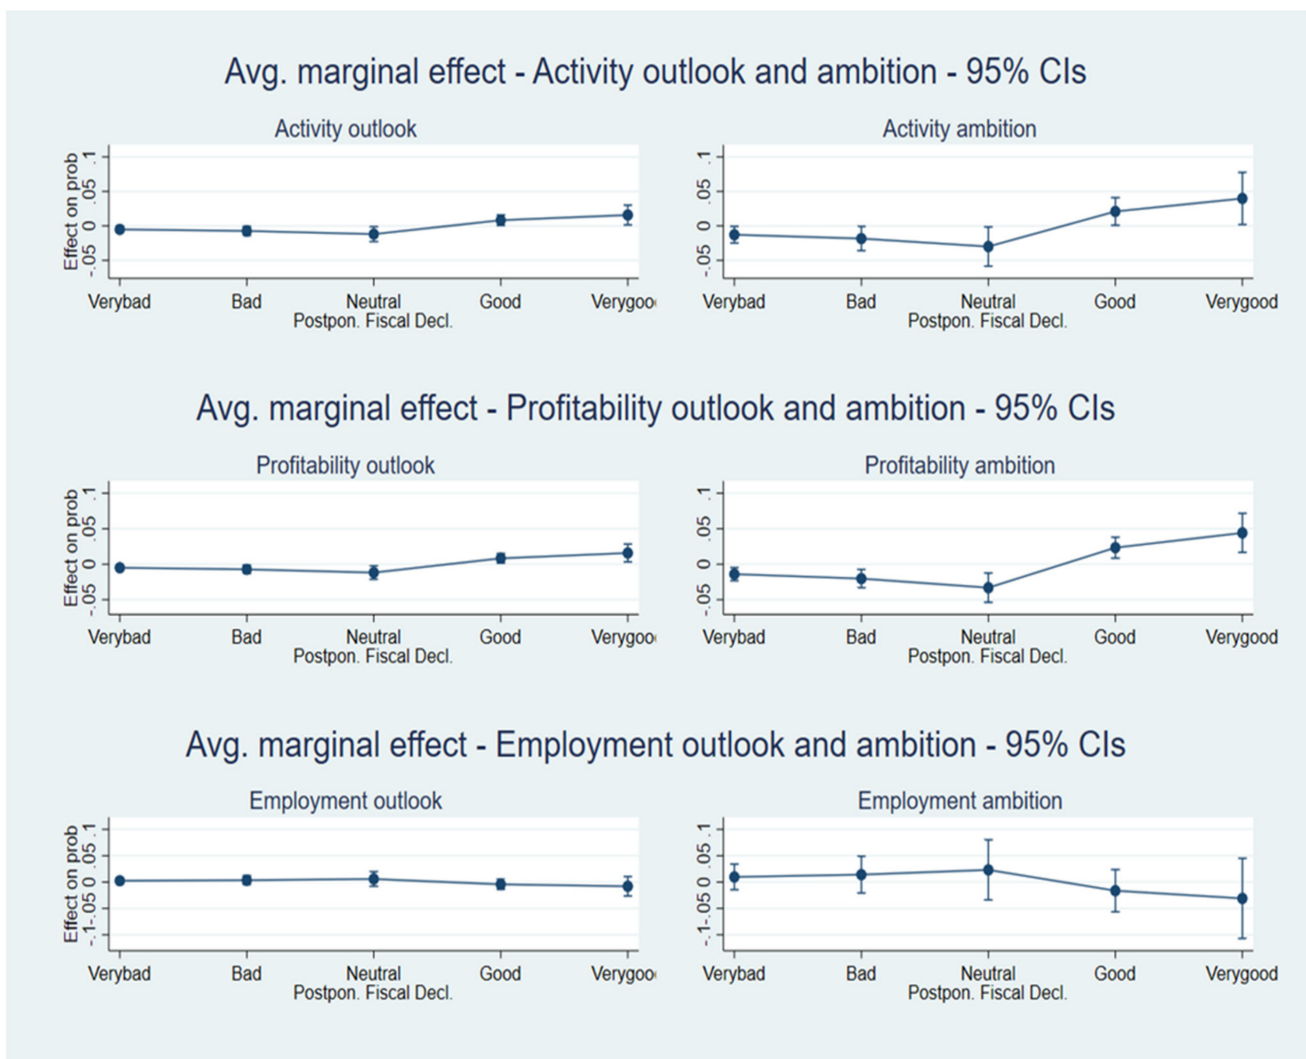 Avg. marginal effect - Activity outlook and ambition - 95% CIs
Activity outlook
Effect on prob
-.05 0 .05 .1
Verybad Bad Neutral Good Verygoo
Postpon. Fiscal Decl.
Activity ambition
-.05 0 .05 .1
Verybad Bad Neutral Good Verygood
Postpon. Fiscal Decl.
Avg. marginal effect - Profitability outlook and ambition - 95% CIs
Profitability outlook
Effect on prob
-.05 0 .05 .1
Verybad Bad Neutral Good Verygoo
Postpon. Fiscal Decl.
Profitability ambition
-.05 0 .05 .1
Verybad Bad Neutral Good Verygood
Postpon. Fiscal Decl.
Avg. marginal effect - Employment outlook and ambition - 95% CIs
Employment outlook
Effect on prob
-.1 -.05 0 .05 .1
Verybad Bad Neutral Good Verygoo
Postpon. Fiscal Decl.
Employment ambition
-.1 -.05 0 .05 .1
Verybad Bad Neutral Good Verygood
Postpon. Fiscal Decl.